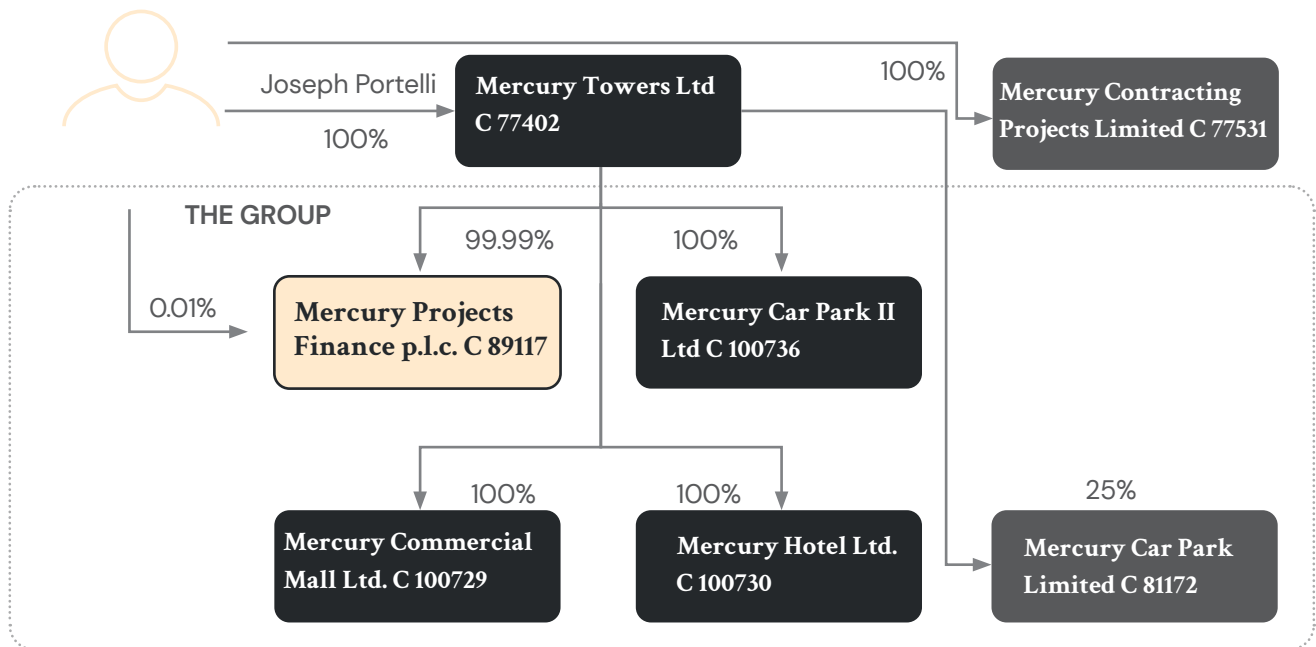 Joseph Portelli
100%
Mercury Towers Ltd
C 77402
100%
Mercury Contracting
Projects Limited C 77531
THE GROUP
0.01%
99.99%
100%
Mercury Projects
Finance p.l.c. C 89117
Mercury Car Park II
Ltd C 100736
100%
100%
25%
Mercury Commercial
Mall Ltd. C 100729
Mercury Hotel Ltd.
C 100730
Mercury Car Park
Limited C 81172